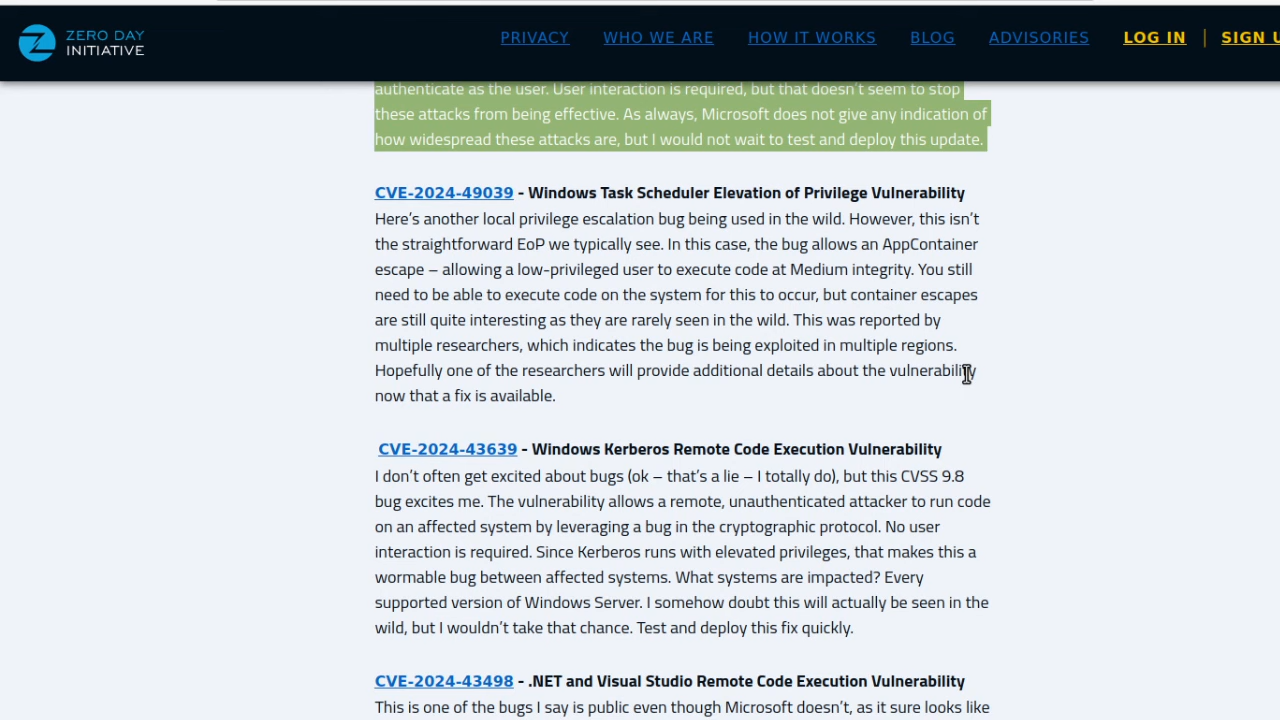 ZERO DAY
INITIATIVE
PRIVACY WHO WE ARE HOW IT WORKS BLOG ADVISORIES LOG IN | SIGN U
authenticate as the user. User interaction is required, but that doesn’t seem to stop
these attacks from being effective. As always, Microsoft does not give any indication of
how widespread these attacks are, but I would not wait to test and deploy this update.
CVE-2024-49039 - Windows Task Scheduler Elevation of Privilege Vulnerability
Here’s another local privilege escalation bug being used in the wild. However, this isn’t
the straightforward EoP we typically see. In this case, the bug allows an AppContainer
escape – allowing a low-privileged user to execute code at Medium integrity. You still
need to be able to execute code on the system for this to occur, but container escapes
are still quite interesting as they are rarely seen in the wild. This was reported by
multiple researchers, which indicates the bug is being exploited in multiple regions.
Hopefully one of the researchers will provide additional details about the vulnerability
now that a fix is available.
CVE-2024-43639 - Windows Kerberos Remote Code Execution Vulnerability
I don’t often get excited about bugs (ok – that’s a lie – I totally do), but this CVSS 9.8
bug excites me. The vulnerability allows a remote, unauthenticated attacker to run code
on an affected system by leveraging a bug in the cryptographic protocol. No user
interaction is required. Since Kerberos runs with elevated privileges, that makes this a
wormable bug between affected systems. What systems are impacted? Every
supported version of Windows Server. I somehow doubt this will actually be seen in the
wild, but I wouldn’t take that chance. Test and deploy this fix quickly.
CVE-2024-43498 - .NET and Visual Studio Remote Code Execution Vulnerability
This is one of the bugs I say is public even though Microsoft doesn’t, as it sure looks like